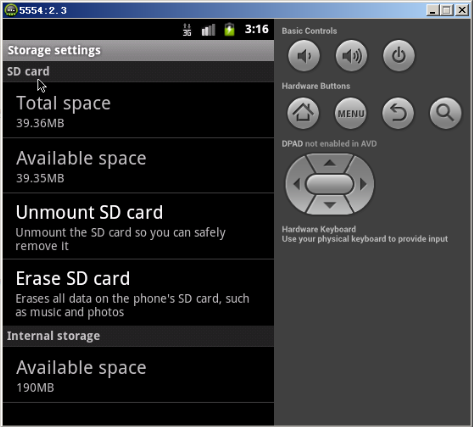 5554:2.3
3G
3:16
Storage settings
SD card
Total space
39.36MB
Available space
39.35MB
Unmount SD card
Unmount the SD card so you can safely
remove it
Erase SD card
Erases all data on the phone's SD card, such
as music and photos
Internal storage
Available space
190MB
Basic Controls
Hardware Buttons
MENU
DPAD not enabled in AVD
Hardware Keyboard
Use your physical keyboard to provide input